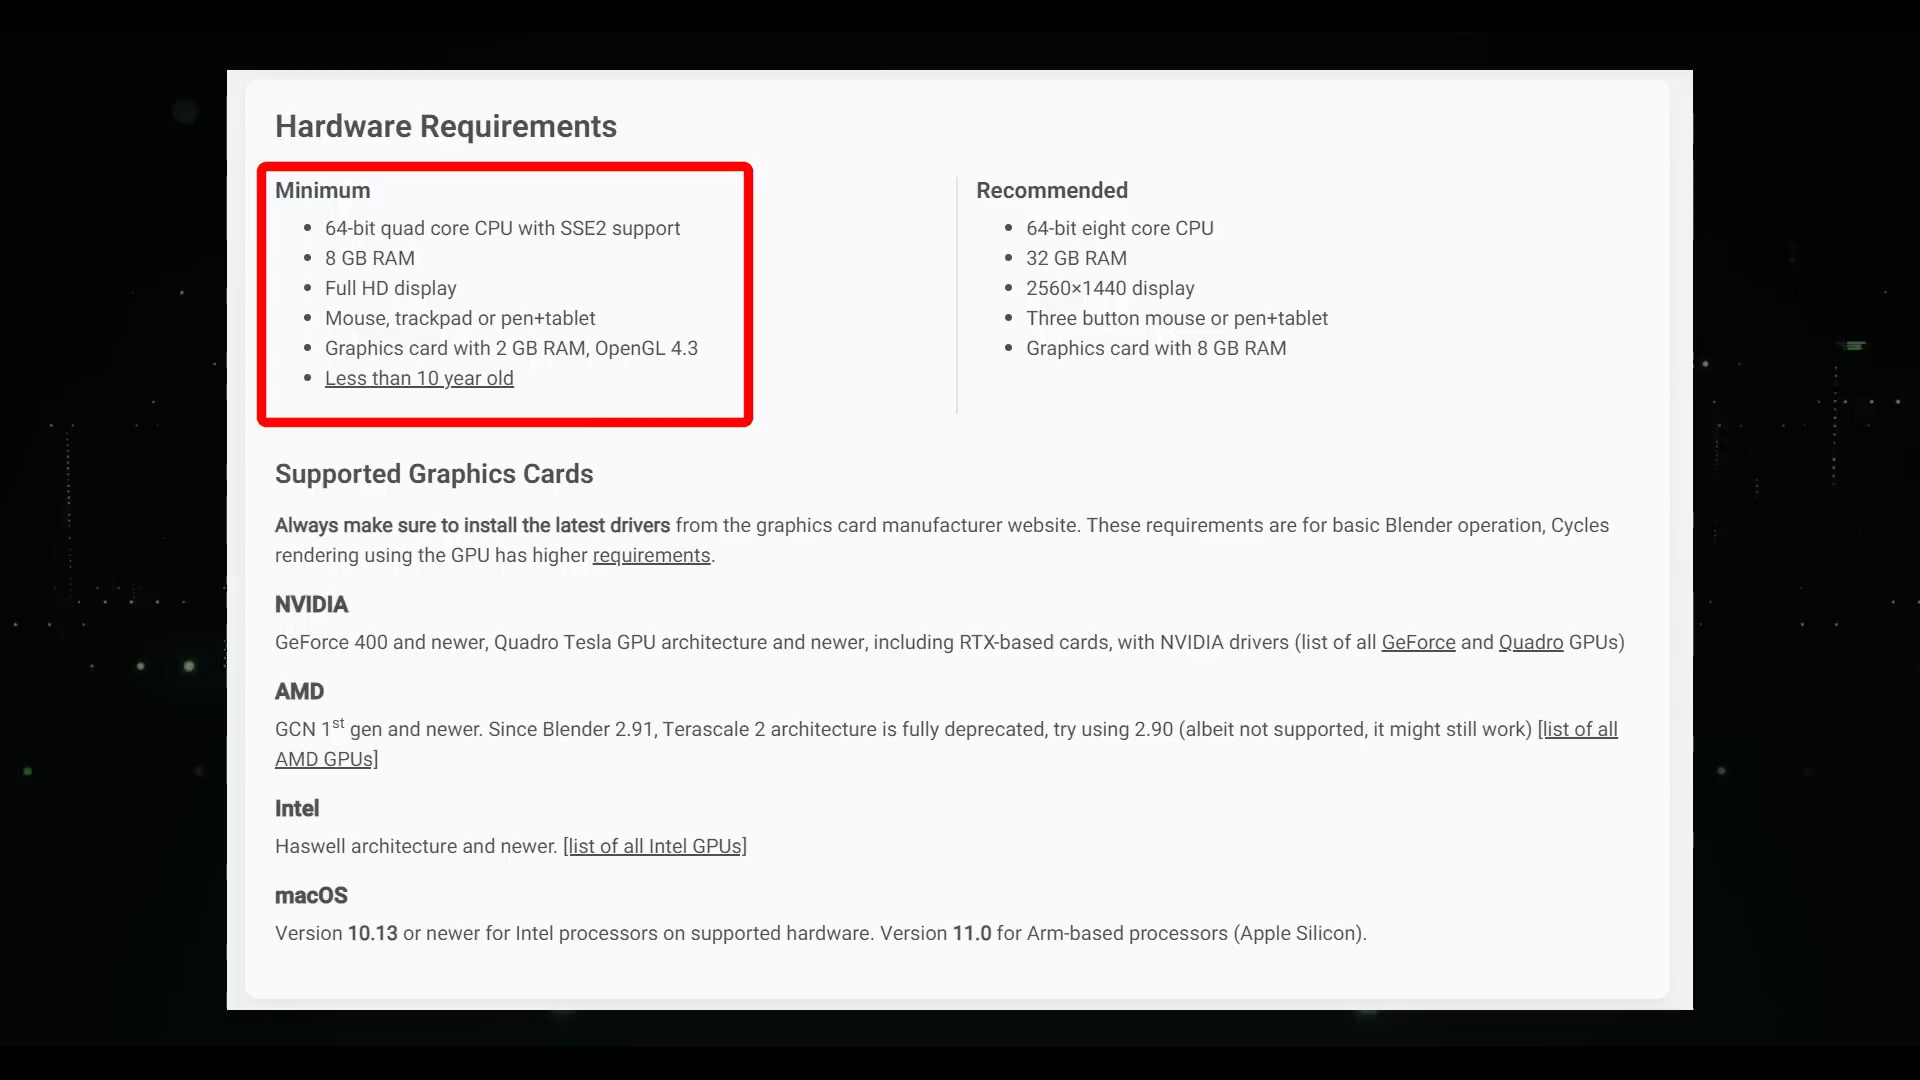 Hardware Requirements
Minimum
• 64-bit quad core CPU with SSE2 support
• 8 GB RAM
• Full HD display
• Mouse, trackpad or pen+tablet
• Graphics card with 2 GB RAM, OpenGL 4.3
• Less than 10 year old
Recommended
• 64-bit eight core CPU
• 32 GB RAM
• 2560×1440 display
• Three button mouse or pen+tablet
• Graphics card with 8 GB RAM
Supported Graphics Cards
Always make sure to install the latest drivers from the graphics card manufacturer website. These requirements are for basic Blender operation, Cycles
rendering using the GPU has higher requirements.
NVIDIA
GeForce 400 and newer, Quadro Tesla GPU architecture and newer, including RTX-based cards, with NVIDIA drivers (list of all GeForce and Quadro GPUs)
AMD
GCN 1st gen and newer. Since Blender 2.91, Terascale 2 architecture is fully deprecated, try using 2.90 (albeit not supported, it might still work) [list of all
AMD GPUs]
Intel
Haswell architecture and newer. [list of all Intel GPUs]
macOS
Version 10.13 or newer for Intel processors on supported hardware. Version 11.0 for Arm-based processors (Apple Silicon).